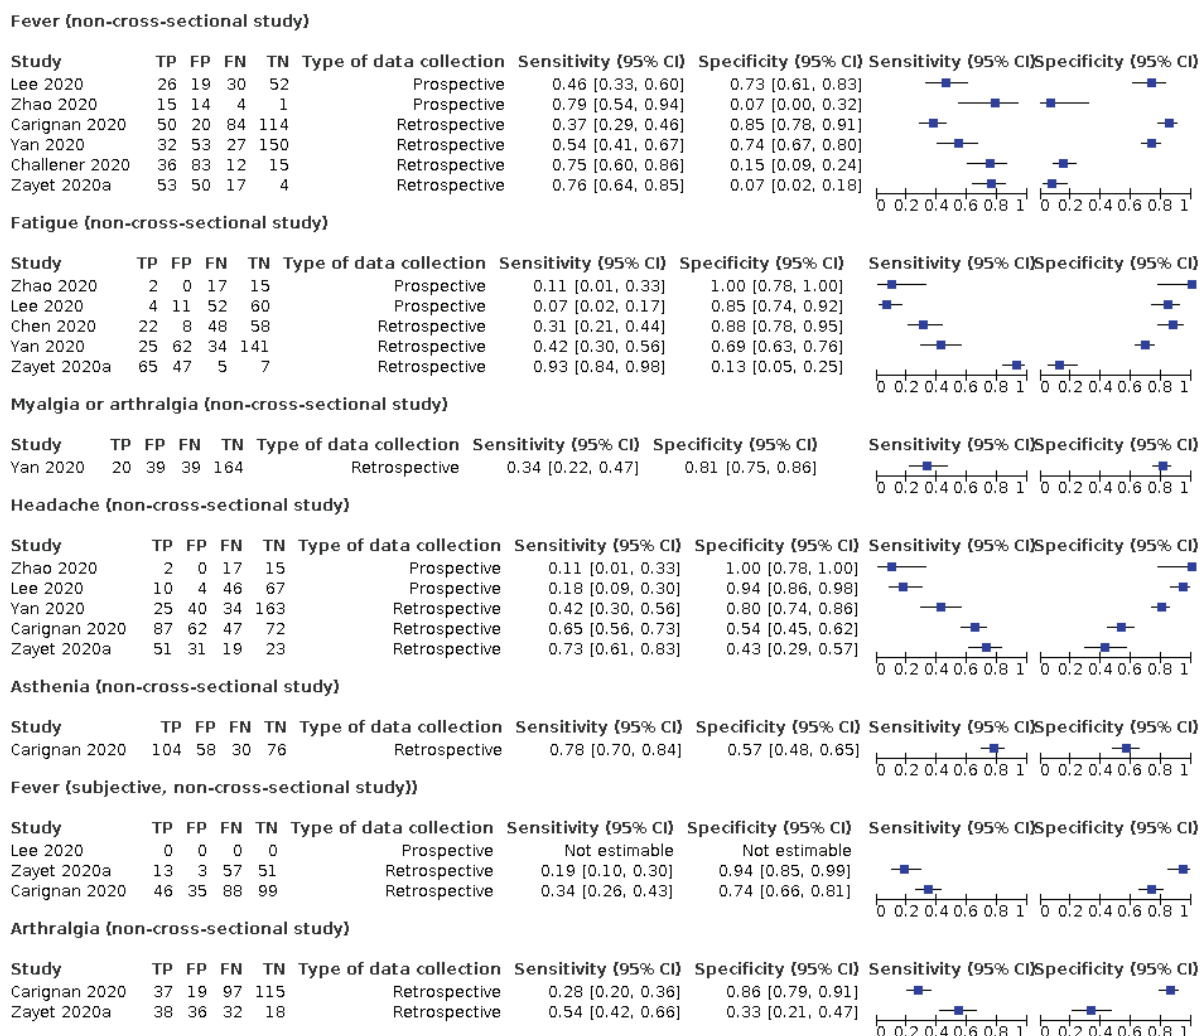 Fever (non-cross-sectional study)
Study TP FP FN TN Type of data collection Sensitivity (95% CI) Specificity (95% CI) Sensitivity (95% CI)Specificity (95% CI)
Lee 2020 26 19 30 52 Prospective 0.46 [0.33, 0.60] 0.73 [0.61, 0.83]
Zhao 2020 15 14 4 1 Prospective 0.79 [0.54, 0.94] 0.07 [0.00, 0.32]
Carignan 2020 50 20 84 114 Retrospective 0.37 [0.29, 0.46] 0.85 [0.78, 0.91]
Yan 2020 32 53 27 150 Retrospective 0.54 [0.41, 0.67] 0.74 [0.67, 0.80]
Challener 2020 36 83 12 15 Retrospective 0.75 [0.60, 0.86] 0.15 [0.09, 0.24]
Zayet 2020a 53 50 17 4 Retrospective 0.76 [0.64, 0.85] 0.07 [0.02, 0.18]
0 0.2 0.4 0.6 0.8 1 0 0.2 0.4 0.6 0.8 1
Fatigue (non-cross-sectional study)
Study TP FP FN TN Type of data collection Sensitivity (95% CI) Specificity (95% CI) Sensitivity (95% CI)Specificity (95% CI)
Zhao 2020 2 0 17 15 Prospective 0.11 [0.01, 0.33] 1.00 [0.78, 1.00]
Lee 2020 4 11 52 60 Prospective 0.07 [0.02, 0.17] 0.85 [0.74, 0.92]
Chen 2020 22 8 48 58 Retrospective 0.31 [0.21, 0.44] 0.88 [0.78, 0.95]
Yan 2020 25 62 34 141 Retrospective 0.42 [0.30, 0.56] 0.69 [0.63, 0.76]
Zayet 2020a 65 47 5 7 Retrospective 0.93 [0.84, 0.98] 0.13 [0.05, 0.25]
0 0.2 0.4 0.6 0.8 1 0 0.2 0.4 0.6 0.8 1
Myalgia or arthralgia (non-cross-sectional study)
Study TP FP FN TN Type of data collection Sensitivity (95% CI) Specificity (95% CI) Sensitivity (95% CI)Specificity (95% CI)
Yan 2020 20 39 39 164 Retrospective 0.34 [0.22, 0.47] 0.81 [0.75, 0.86]
0 0.2 0.4 0.6 0.8 1 0 0.2 0.4 0.6 0.8 1
Headache (non-cross-sectional study)
Study TP FP FN TN Type of data collection Sensitivity (95% CI) Specificity (95% CI) Sensitivity (95% CI)Specificity (95% CI)
Zhao 2020 2 0 17 15 Prospective 0.11 [0.01, 0.33] 1.00 [0.78, 1.00]
Lee 2020 10 4 46 67 Prospective 0.18 [0.09, 0.30] 0.94 [0.86, 0.98]
Yan 2020 25 40 34 163 Retrospective 0.42 [0.30, 0.56] 0.80 [0.74, 0.86]
Carignan 2020 87 62 47 72 Retrospective 0.65 [0.56, 0.73] 0.54 [0.45, 0.62]
Zayet 2020a 51 31 19 23 Retrospective 0.73 [0.61, 0.83] 0.43 [0.29, 0.57]
0 0.2 0.4 0.6 0.8 1 0 0.2 0.4 0.6 0.8 1
Asthenia (non-cross-sectional study)
Study TP FP FN TN Type of data collection Sensitivity (95% CI) Specificity (95% CI) Sensitivity (95% CI)Specificity (95% CI)
Carignan 2020 104 58 30 76 Retrospective 0.78 [0.70, 0.84] 0.57 [0.48, 0.65]
0 0.2 0.4 0.6 0.8 1 0 0.2 0.4 0.6 0.8 1
Fever (subjective, non-cross-sectional study))
Study TP FP FN TN Type of data collection Sensitivity (95% CI) Specificity (95% CI) Sensitivity (95% CI)Specificity (95% CI)
Lee 2020 0 0 0 0 Prospective Not estimable Not estimable
Zayet 2020a 13 3 57 51 Retrospective 0.19 [0.10, 0.30] 0.94 [0.85, 0.99]
Carignan 2020 46 35 88 99 Retrospective 0.34 [0.26, 0.43] 0.74 [0.66, 0.81]
0 0.2 0.4 0.6 0.8 1 0 0.2 0.4 0.6 0.8 1
Arthralgia (non-cross-sectional study)
Study TP FP FN TN Type of data collection Sensitivity (95% CI) Specificity (95% CI) Sensitivity (95% CI)Specificity (95% CI)
Carignan 2020 37 19 97 115 Retrospective 0.28 [0.20, 0.36] 0.86 [0.79, 0.91]
Zayet 2020a 38 36 32 18 Retrospective 0.54 [0.42, 0.66] 0.33 [0.21, 0.47]
0 0.2 0.4 0.6 0.8 1 0 0.2 0.4 0.6 0.8 1